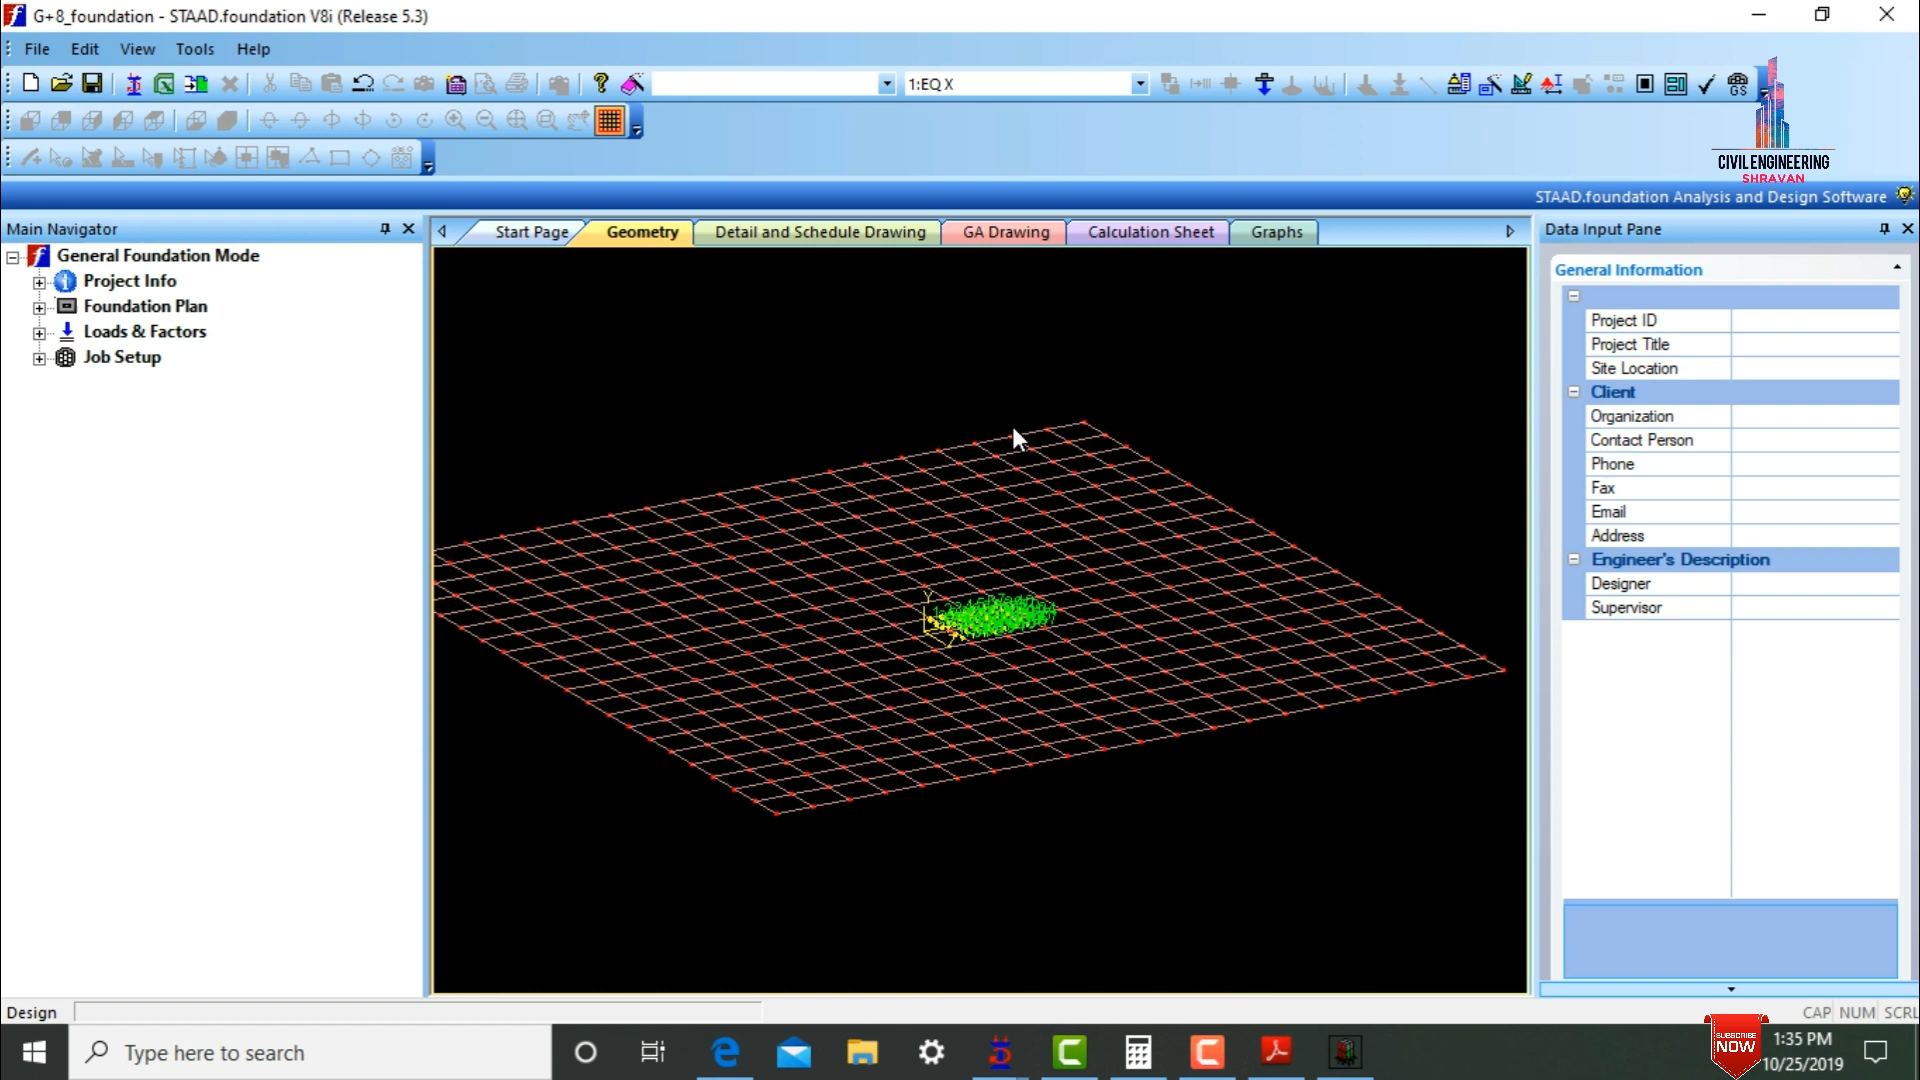 G+8_foundation - STAAD.foundation V8i (Release 5.3)
File Edit View Tools Help
1:EQ X
GS
CIVIL ENGINEERING
SHRAVAN
STAAD.foundation Analysis and Design Software
Main Navigator
General Foundation Mode
Project Info
Foundation Plan
Loads & Factors
Job Setup
Start Page Geometry Detail and Schedule Drawing GA Drawing Calculation Sheet Graphs
Y
Data Input Pane
General Information
Project ID
Project Title
Site Location
Client
Organization
Contact Person
Phone
Fax
Email
Address
Engineer's Description
Designer
Supervisor
Design
CAP NUM SCRL
Type here to search
SUBSCRIBE
NOW
1:35 PM
10/25/2019